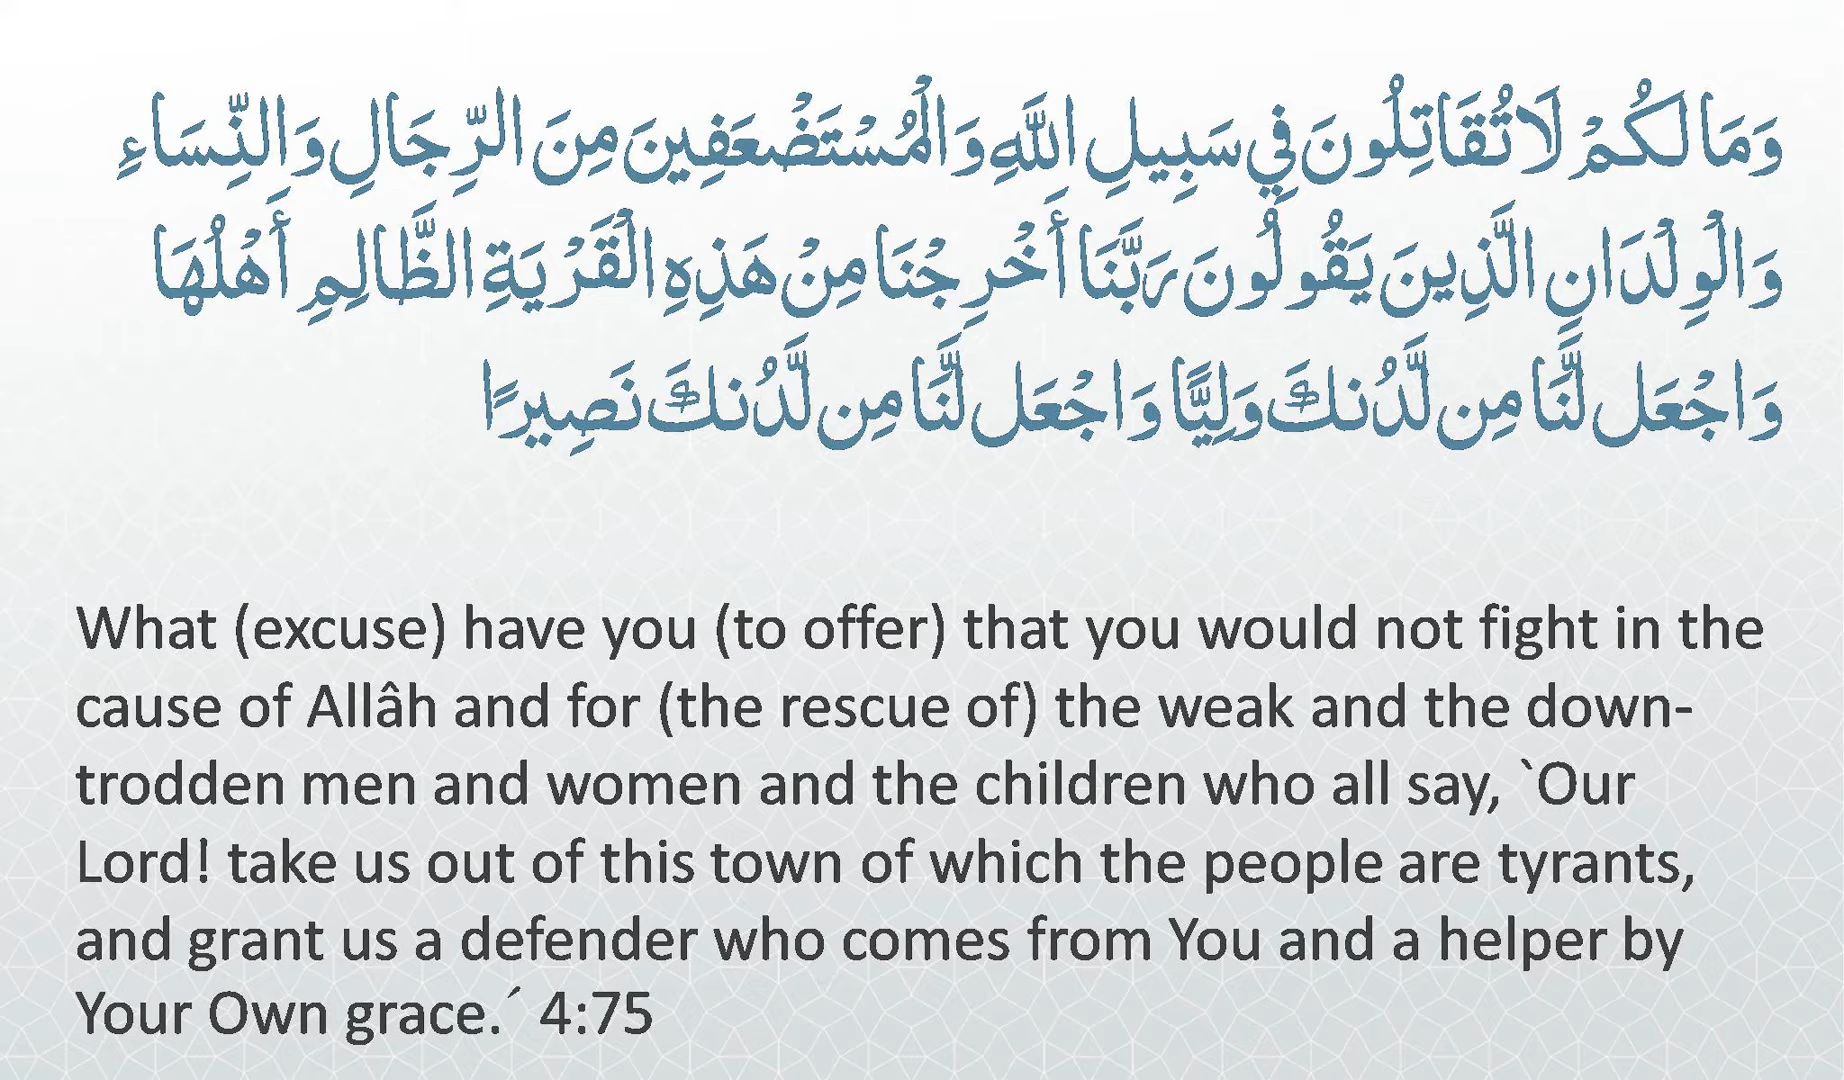 وَمَا لَكُمْ لَا تُقَاتِلُونَ فِي سَبِيلِ اللَّهِ وَالْمُسْتَضْعَفِينَ مِنَ الرِّجَالِ وَالنِّسَاءِ
وَالْوِلْدَانِ الَّذِينَ يَقُولُونَ رَبَّنَا أَخْرِجْنَا مِنْ هَذِهِ الْقَرْيَةِ الظَّالِمِ أَهْلُهَا
وَاجْعَل لَّنَا مِن لَّدُنكَ وَلِيًّا وَاجْعَل لَّنَا مِن لَّدُنكَ نَصِيرًا
What (excuse) have you (to offer) that you would not fight in the
cause of Allâh and for (the rescue of) the weak and the down-
trodden men and women and the children who all say, `Our
Lord! take us out of this town of which the people are tyrants,
and grant us a defender who comes from You and a helper by
Your Own grace.´ 4:75